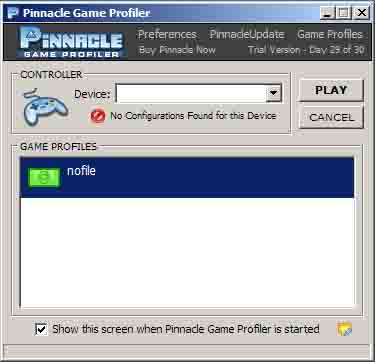 Pinnacle Game Profiler
PINNACLE
GAME PROFILER
Preferences PinnacleUpdate Game Profiles
Buy Pinnacle Now Trial Version - Day 29 of 30
CONTROLLER
Device:
No Configurations Found for this Device
PLAY
CANCEL
GAME PROFILES
nofile
Show this screen when Pinnacle Game Profiler is started